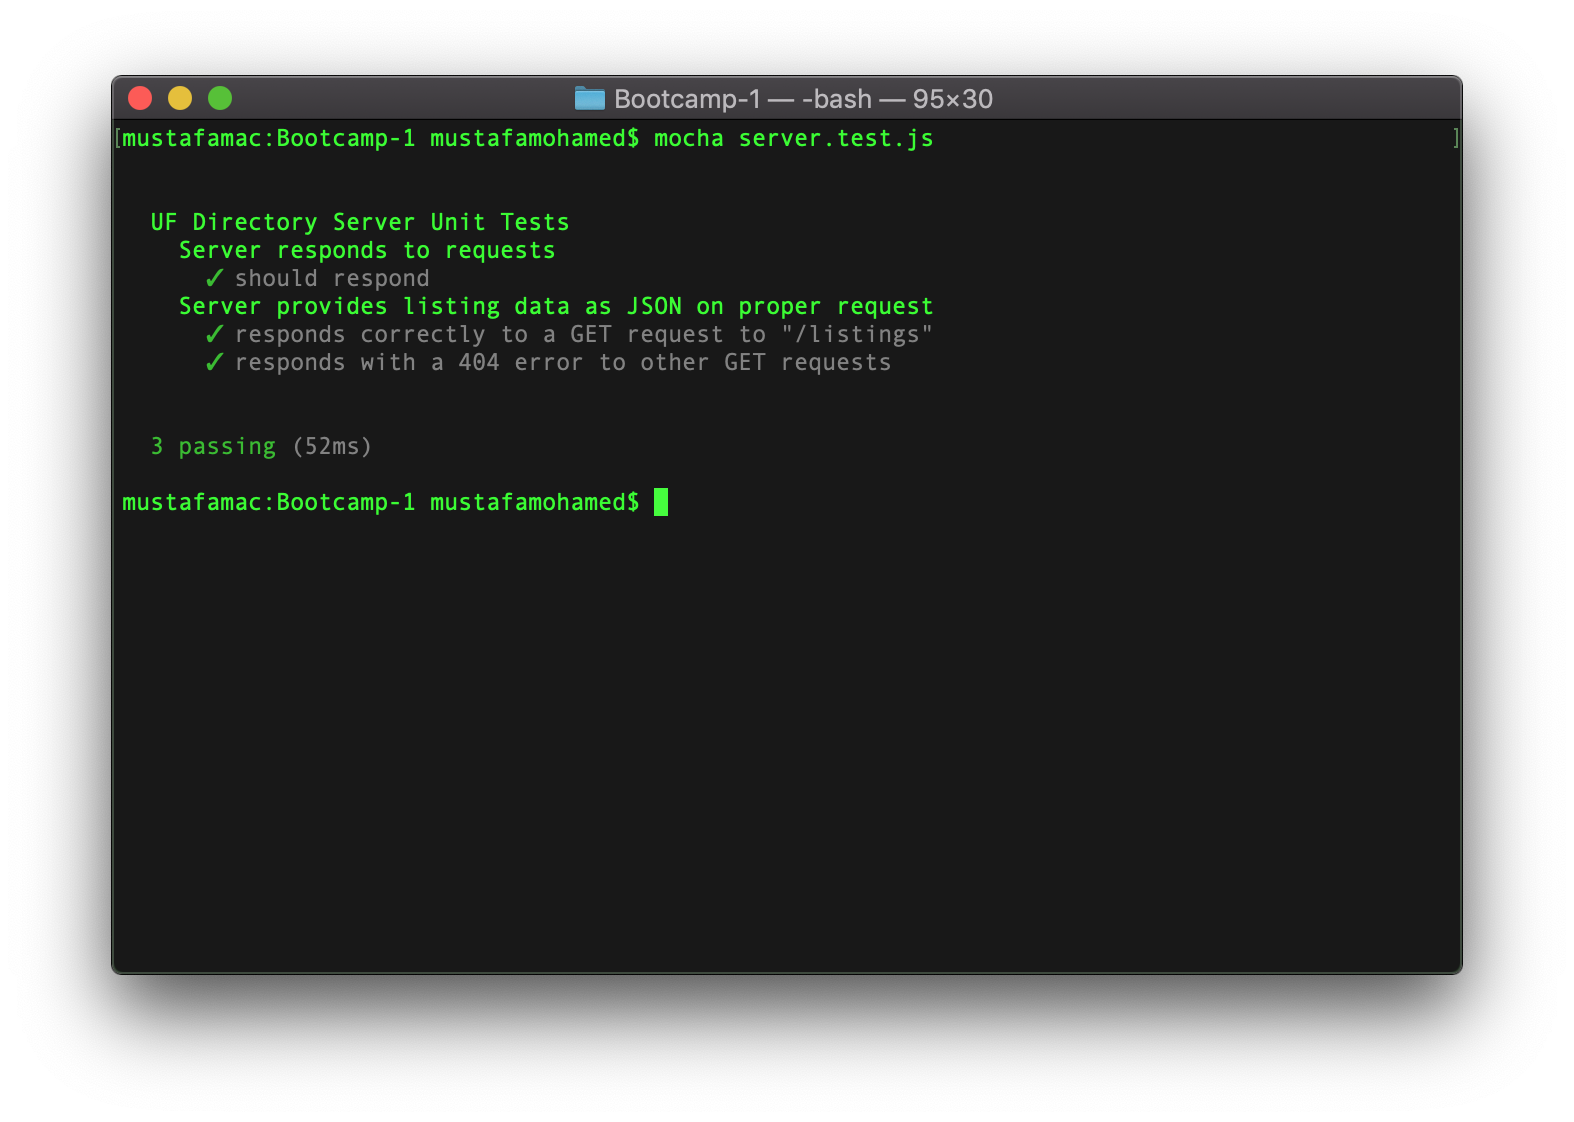 Bootcamp-1 — -bash — 95×30
[mustafamac:Bootcamp-1 mustafamohamed$ mocha server.test.js ]
UF Directory Server Unit Tests
Server responds to requests
✓ should respond
Server provides listing data as JSON on proper request
✓ responds correctly to a GET request to "/listings"
✓ responds with a 404 error to other GET requests
3 passing (52ms)
mustafamac:Bootcamp-1 mustafamohamed$